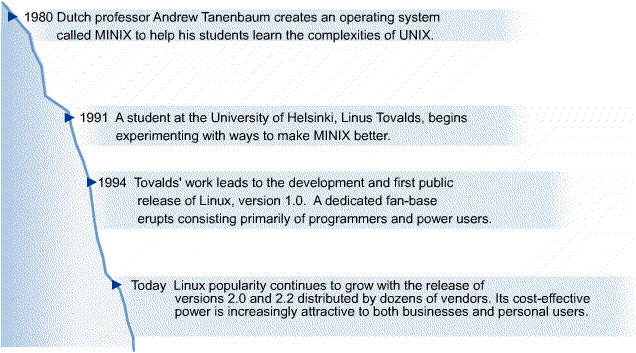 1980 Dutch professor Andrew Tanenbaum creates an operating system
called MINIX to help his students learn the complexities of UNIX.
1991 A student at the University of Helsinki, Linus Tovalds, begins
experimenting with ways to make MINIX better.
1994 Tovalds' work leads to the development and first public
release of Linux, version 1.0. A dedicated fan-base
erupts consisting primarily of programmers and power users.
Today Linux popularity continues to grow with the release of
versions 2.0 and 2.2 distributed by dozens of vendors. Its cost-effective
power is increasingly attractive to both businesses and personal users.